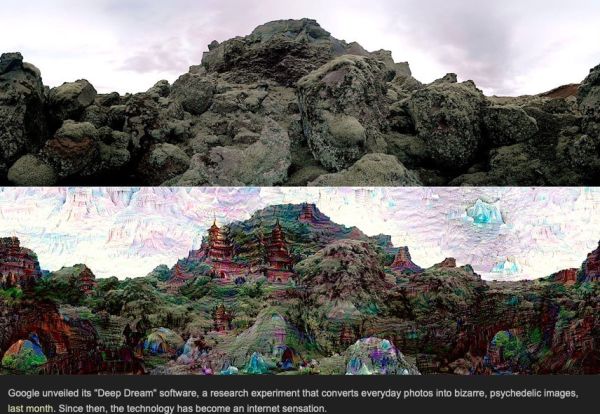 Google unveiled its "Deep Dream" software, a research experiment that converts everyday photos into bizarre, psychedelic images,
last month. Since then, the technology has become an internet sensation.